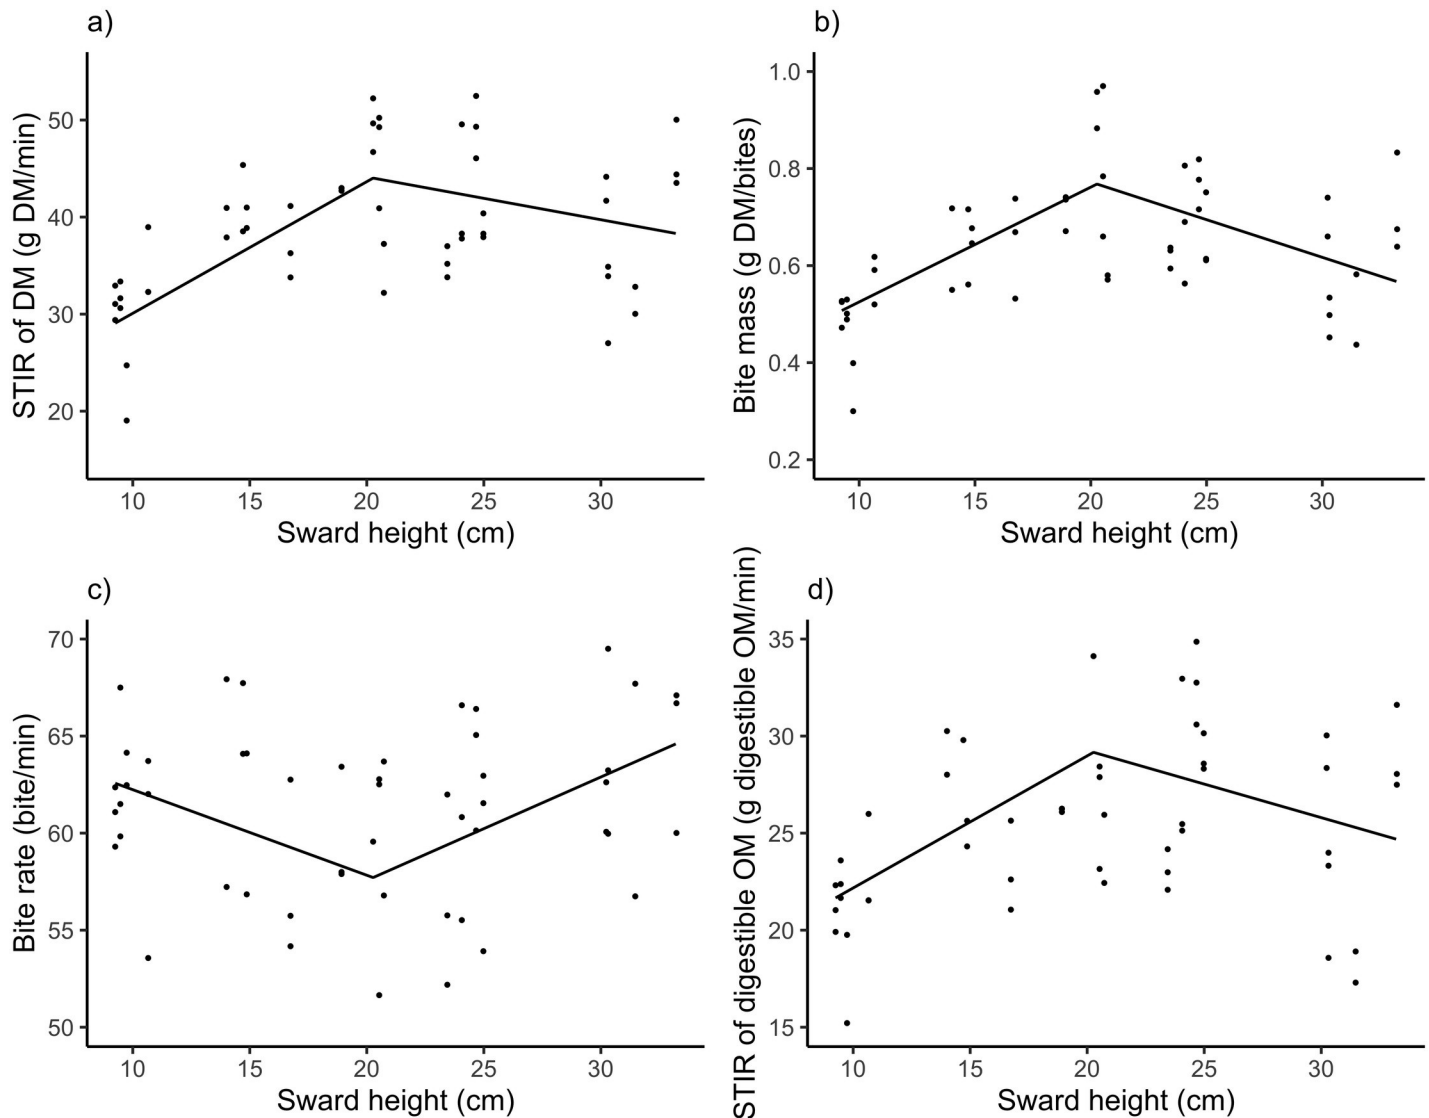 a)
STIR of DM (g DM/min)
50
40
30
20
10 15 20 25 30
Sward height (cm)
b)
Bite mass (g DM/bites)
1.0
0.8
0.6
0.4
0.2
10 15 20 25 30
Sward height (cm)
c)
Bite rate (bite/min)
70
65
60
55
50
10 15 20 25 30
Sward height (cm)
d)
STIR of digestible OM (g digestible OM/min)
35
30
25
20
15
10 15 20 25 30
Sward height (cm)